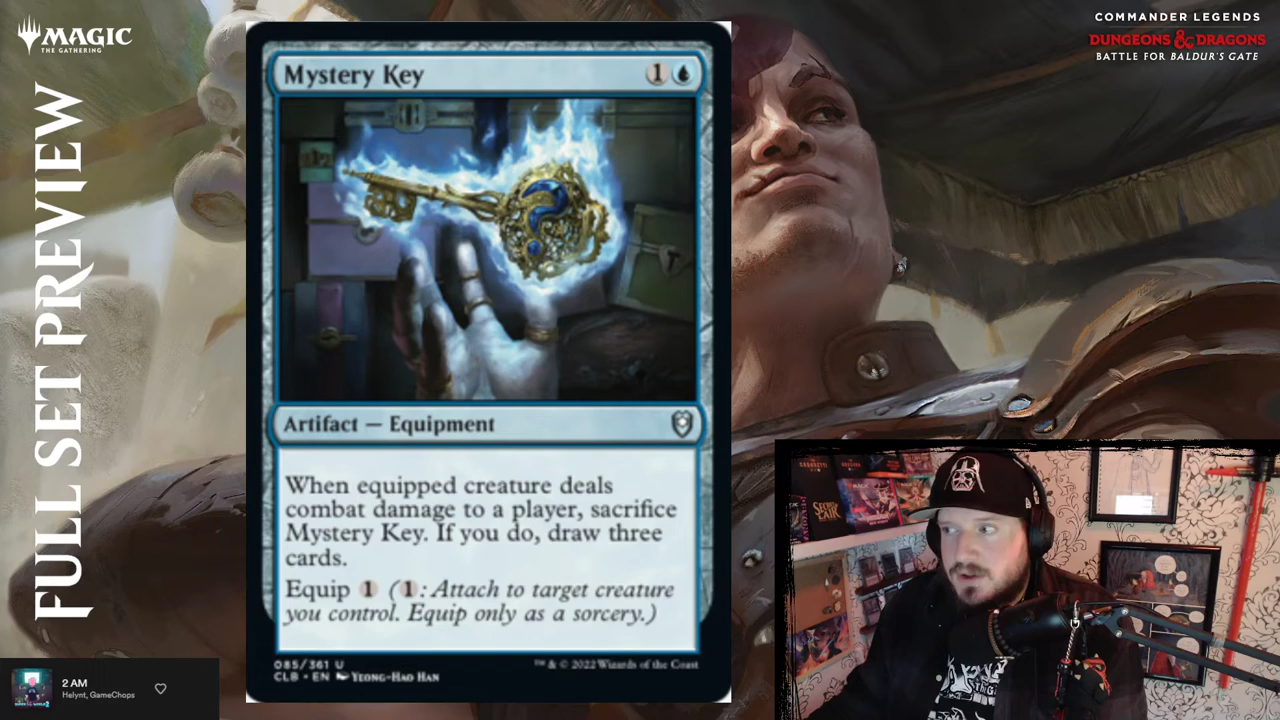 MAGIC
THE GATHERING
FULL SET PREVIEW
COMMANDER LEGENDS
DUNGEONS & DRAGONS
BATTLE FOR BALDUR'S GATE
Mystery Key 1
Artifact — Equipment
When equipped creature deals
combat damage to a player, sacrifice
Mystery Key. If you do, draw three
cards.
Equip 1 (1: Attach to target creature
you control. Equip only as a sorcery.)
085/361 U
CLB • EN YEONG-HAO HAN
™ & © 2022 Wizards of the Coast
2 AM
Helynt, GameChops
SECRET
LAIR